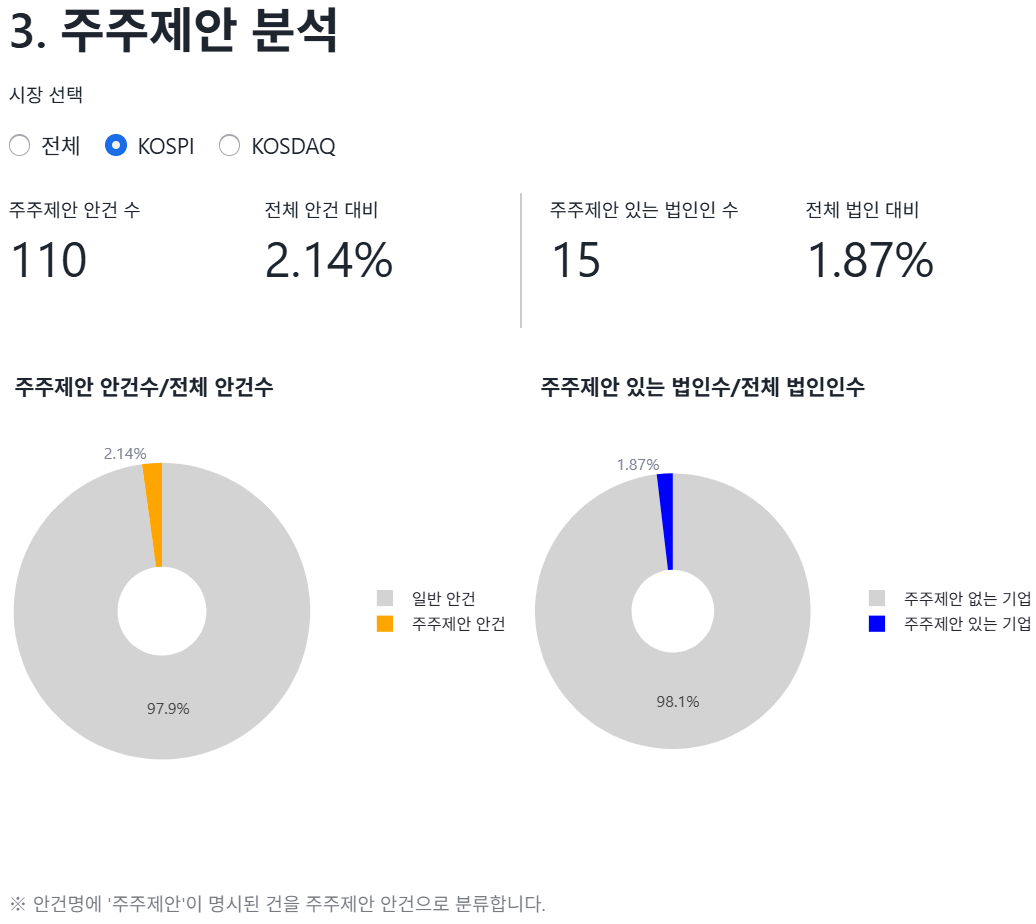 3. 주주제안 분석
시장 선택
전체 KOSPI KOSDAQ
주주제안 안건 수 전체 안건 대비 주주제안 있는 법인인 수 전체 법인 대비
110 2.14% 15 1.87%
주주제안 안건수/전체 안건수 주주제안 있는 법인수/전체 법인인수
2.14%
97.9%
일반 안건
주주제안 안건
1.87%
98.1%
주주제안 없는 기업
주주제안 있는 기업
※ 안건명에 '주주제안'이 명시된 건을 주주제안 안건으로 분류합니다.